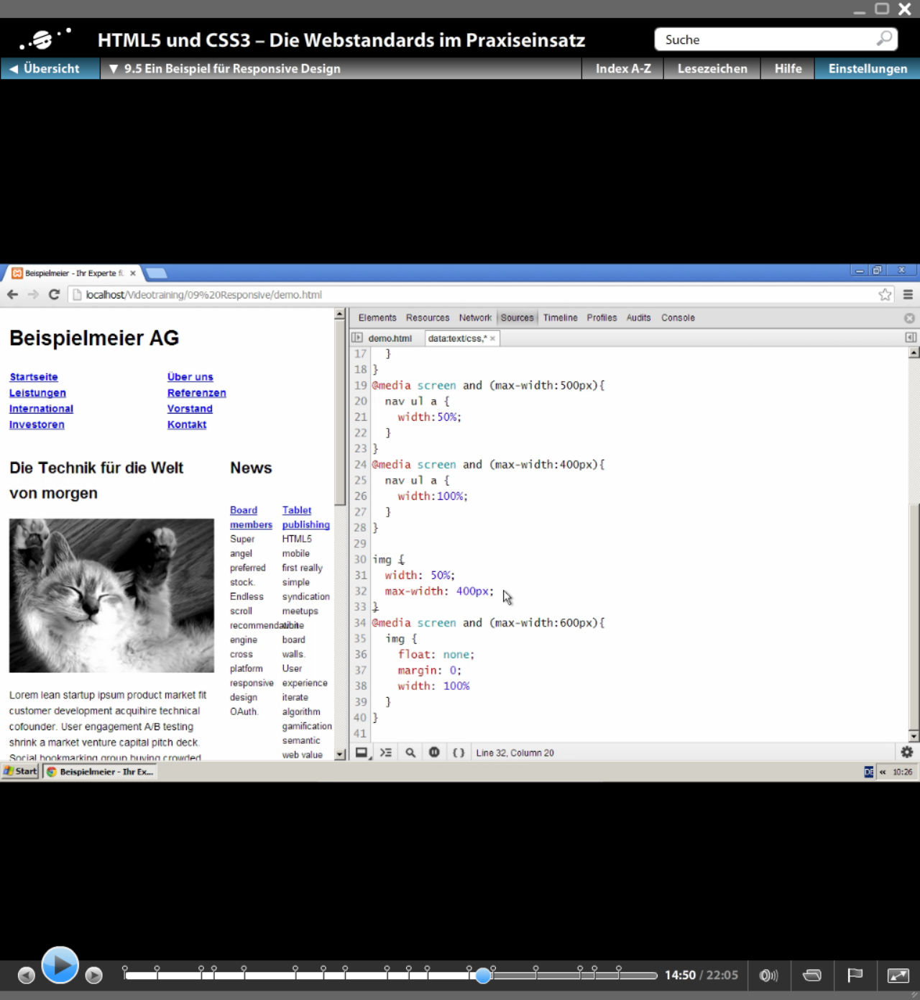 HTML5 und CSS3 – Die Webstandards im Praxiseinsatz
Suche
◀ Übersicht
▼ 9.5 Ein Beispiel für Responsive Design
Index A-Z
Lesezeichen
Hilfe
Einstellungen
Beispielmeier - Ihr Experte fi.
localhost/Videotraining/09%20Responsive/demo.html
Beispielmeier AG
Startseite
Über uns
Leistungen
Referenzen
International
Vorstand
Investoren
Kontakt
Die Technik für die Welt
von morgen
Lorem lean startup ipsum product market fit
customer development acquihire technical
cofounder. User engagement A/B testing
shrink a market venture capital pitch deck.
Social bookmarking group buying crowded
News
Board
members
Super
angel
preferred
stock.
Endless
scroll
engine
cross
platform
responsive
design
OAuth.
Tablet
publishing
HTML5
mobile
first really
simple
syndication
meetups
board
walls.
User
experience
iterate
algorithm
gamification
semantic
web value
Elements Resources Network Sources Timeline Profiles Audits Console
demo.html
data:text/css,* ×
17 }
18 }
19 @media screen and (max-width:500px){
20 nav ul a {
21 width:50%;
22 }
23 }
24 @media screen and (max-width:400px){
25 nav ul a {
26 width:100%;
27 }
28 }
29
30 img {
31 width: 50%;
32 max-width: 400px;
33 }
34 @media screen and (max-width:600px){
35 img {
36 float: none;
37 margin: 0;
38 width: 100%
39 }
40 }
41
{ } Line 32, Column 20
Start
Beispielmeier - Ihr Ex...
DE
« 10:26
14:50 / 22:05